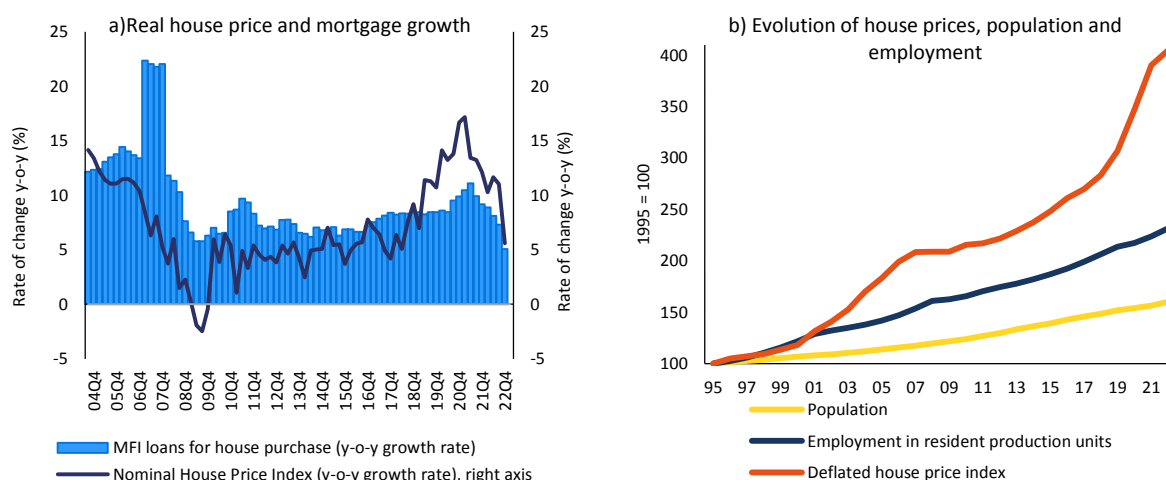 a)Real house price and mortgage growth
25
20
15
10
5
0
-5
Rate of change y-o-y (%)
25
20
15
10
5
0
-5
Rate of change y-o-y (%)
04Q4
05Q4
06Q4
07Q4
08Q4
09Q4
10Q4
11Q4
12Q4
13Q4
14Q4
15Q4
16Q4
17Q4
18Q4
19Q4
20Q4
21Q4
22Q4
MFI loans for house purchase (y-o-y growth rate)
Nominal House Price Index (y-o-y growth rate), right axis
b) Evolution of house prices, population and
employment
400
350
300
250
200
150
100
1995 = 100
95 97 99 01 03 05 07 09 11 13 15 17 19 21
Population
Employment in resident production units
Deflated house price index